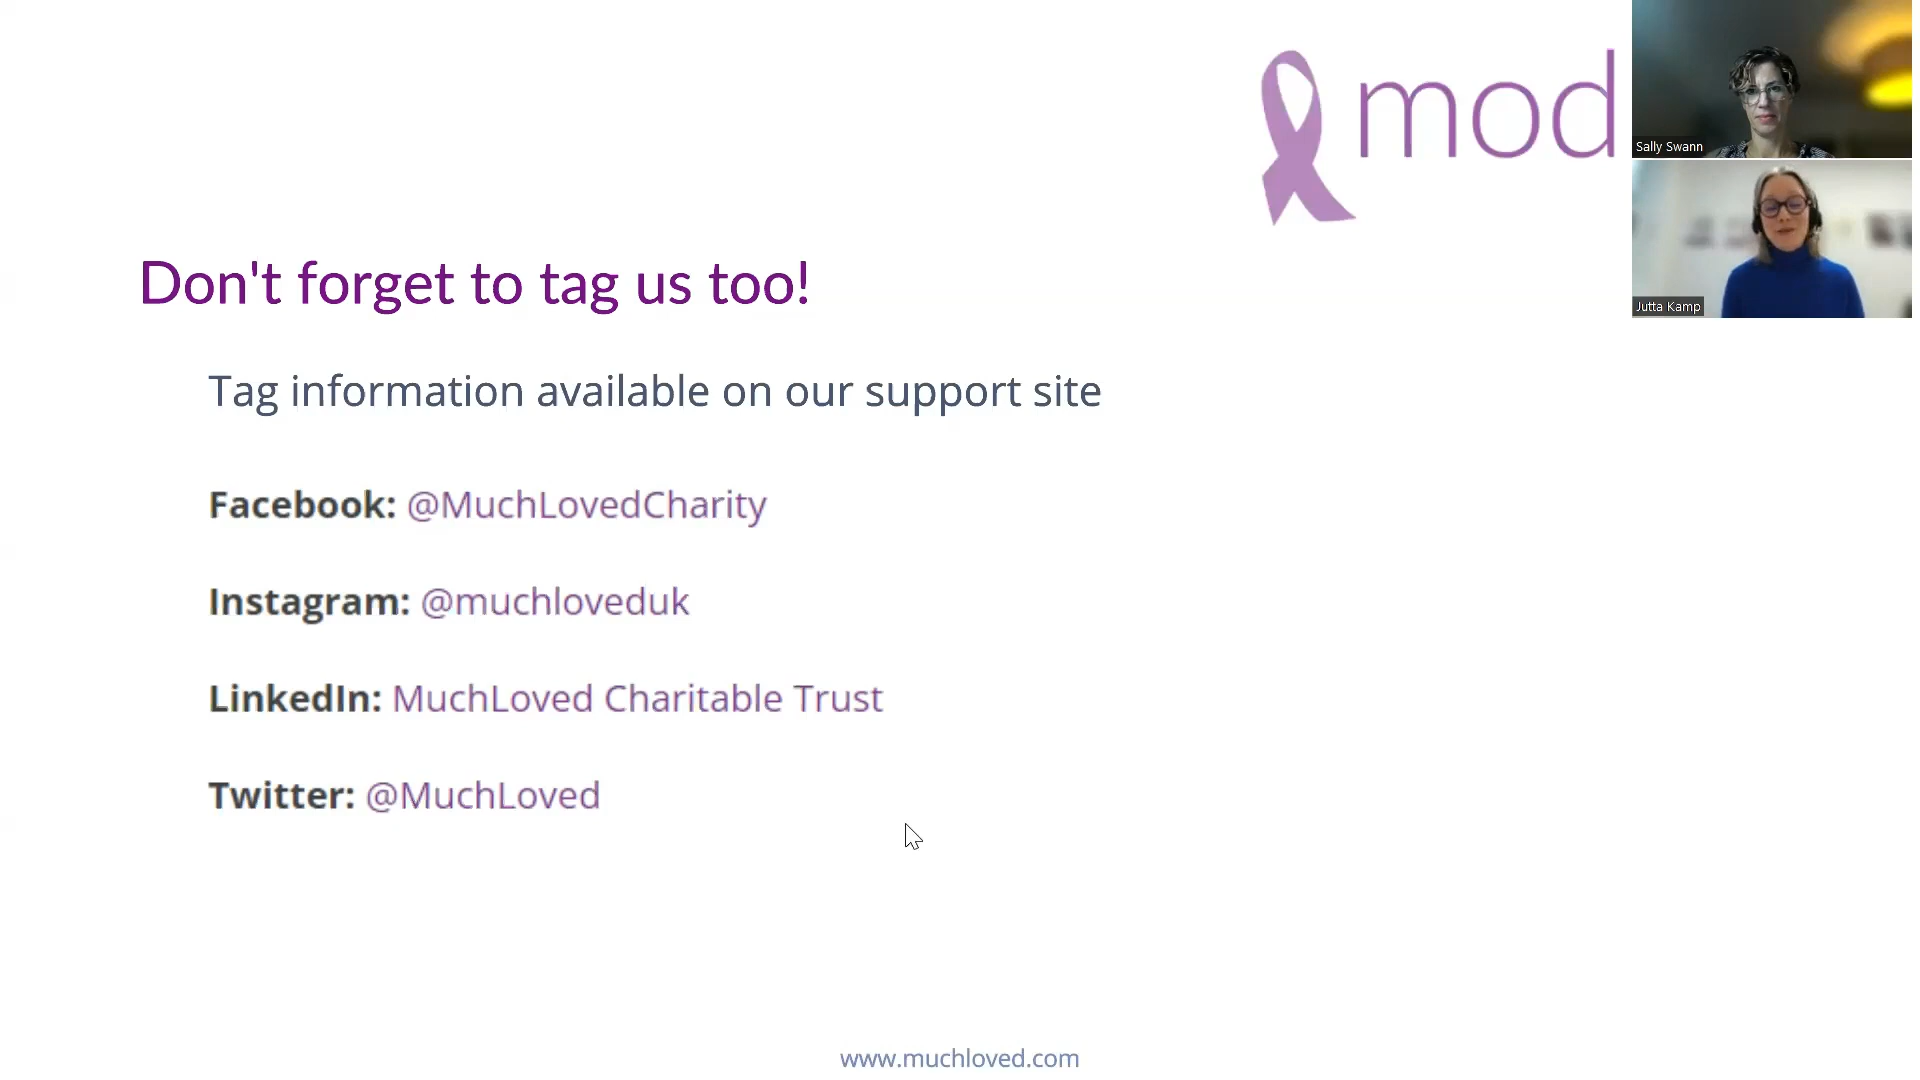 mod
Sally Swann
Jutta Kamp
Don't forget to tag us too!
Tag information available on our support site
Facebook: @MuchLovedCharity
Instagram: @muchloveduk
LinkedIn: MuchLoved Charitable Trust
Twitter: @MuchLoved
www.muchloved.com